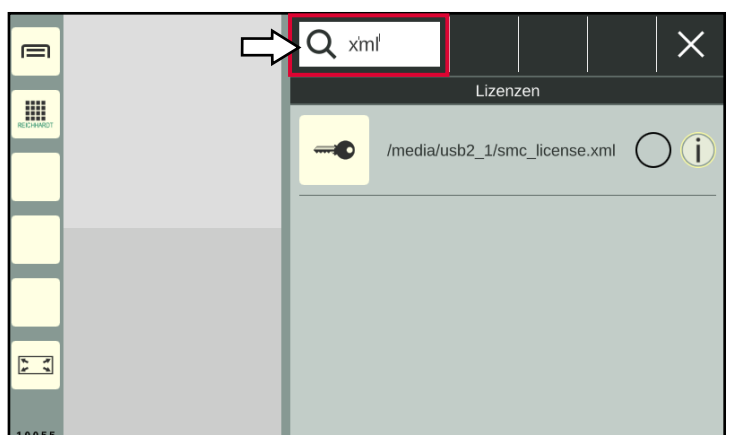 xml
Lizenzen
REICHHARDT
/media/usb2_1/smc_license.xml
i